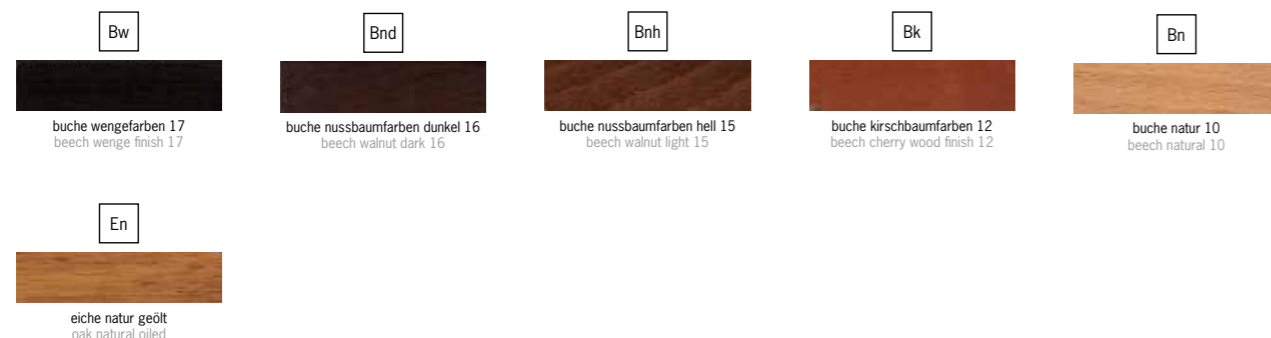 Bw
buche wengefarben 17
beech wenge finish 17
Bnd
buche nussbaumfarben dunkel 16
beech walnut dark 16
Bnh
buche nussbaumfarben hell 15
beech walnut light 15
Bk
buche kirschbaumfarben 12
beech cherry wood finish 12
Bn
buche natur 10
beech natural 10
En
eiche natur geölt
oak natural oiled